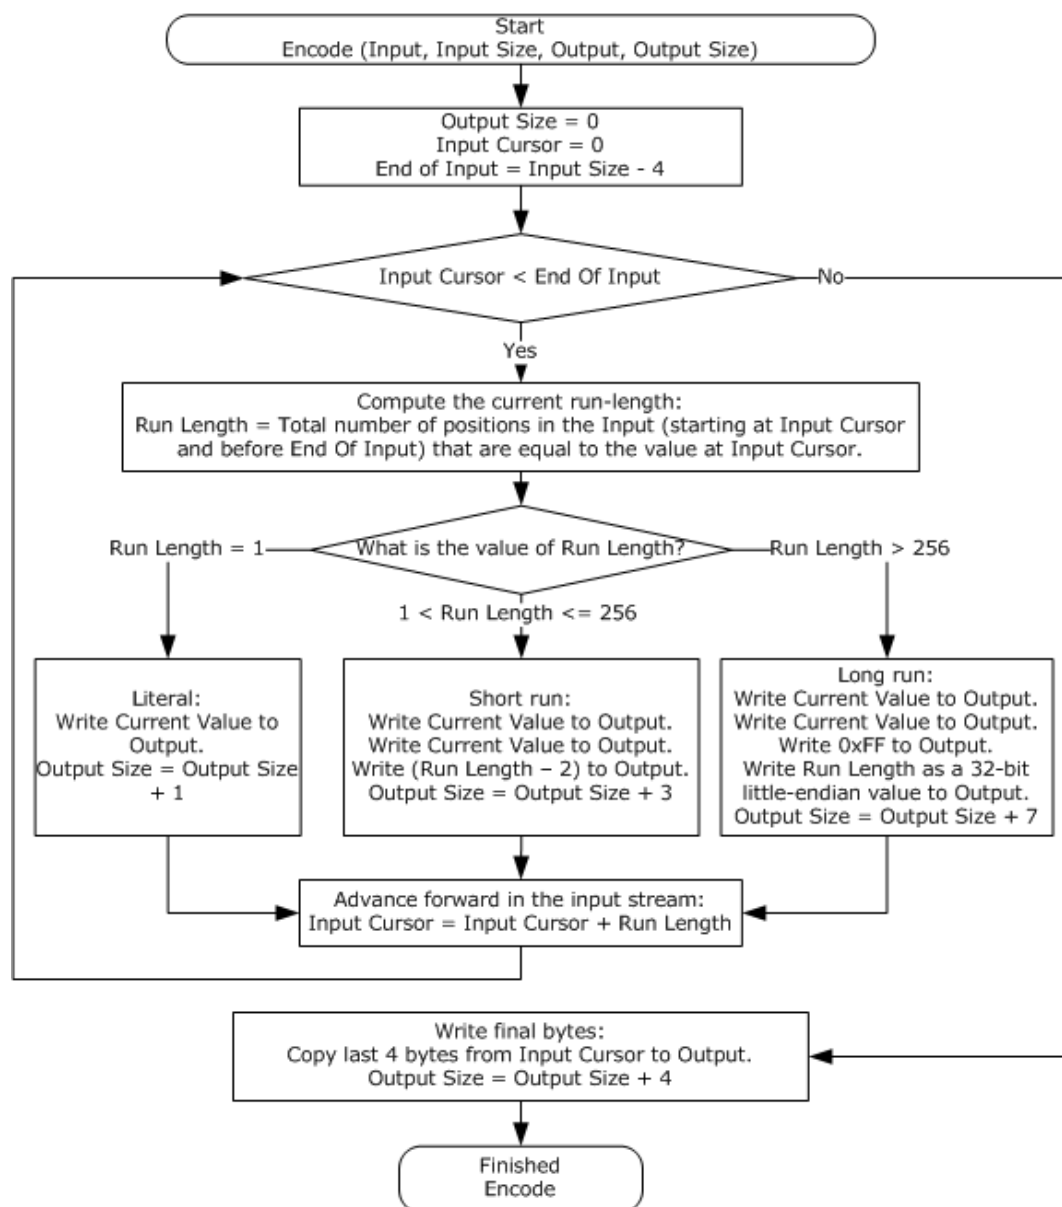 Start
Encode (Input, Input Size, Output, Output Size)
Output Size = 0
Input Cursor = 0
End of Input = Input Size - 4
Input Cursor < End Of Input
No
Yes
Compute the current run-length:
Run Length = Total number of positions in the Input (starting at Input Cursor
and before End Of Input) that are equal to the value at Input Cursor.
Run Length = 1
What is the value of Run Length?
Run Length > 256
1 < Run Length <= 256
Literal:
Write Current Value to
Output.
Output Size = Output Size
+ 1
Short run:
Write Current Value to Output.
Write Current Value to Output.
Write (Run Length – 2) to Output.
Output Size = Output Size + 3
Long run:
Write Current Value to Output.
Write Current Value to Output.
Write 0xFF to Output.
Write Run Length as a 32-bit
little-endian value to Output.
Output Size = Output Size + 7
Advance forward in the input stream:
Input Cursor = Input Cursor + Run Length
Write final bytes:
Copy last 4 bytes from Input Cursor to Output.
Output Size = Output Size + 4
Finished
Encode